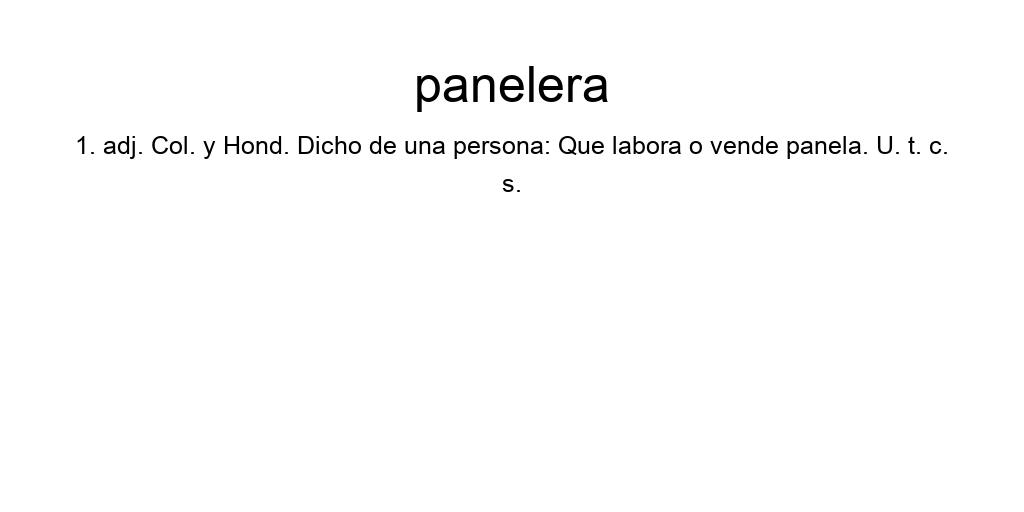 panelera
1. adj. Col. y Hond. Dicho de una persona: Que labora o vende panela. U. t. c.
s.